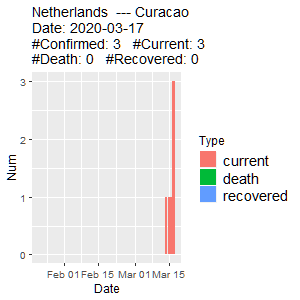 Netherlands  --- Curacao
Date: 2020-03-17
#Confirmed: 3   #Current: 3
#Death: 0   #Recovered: 0
3
2
1
0
Num
Feb 01 Feb 15 Mar 01 Mar 15
Date
Type
current
death
recovered